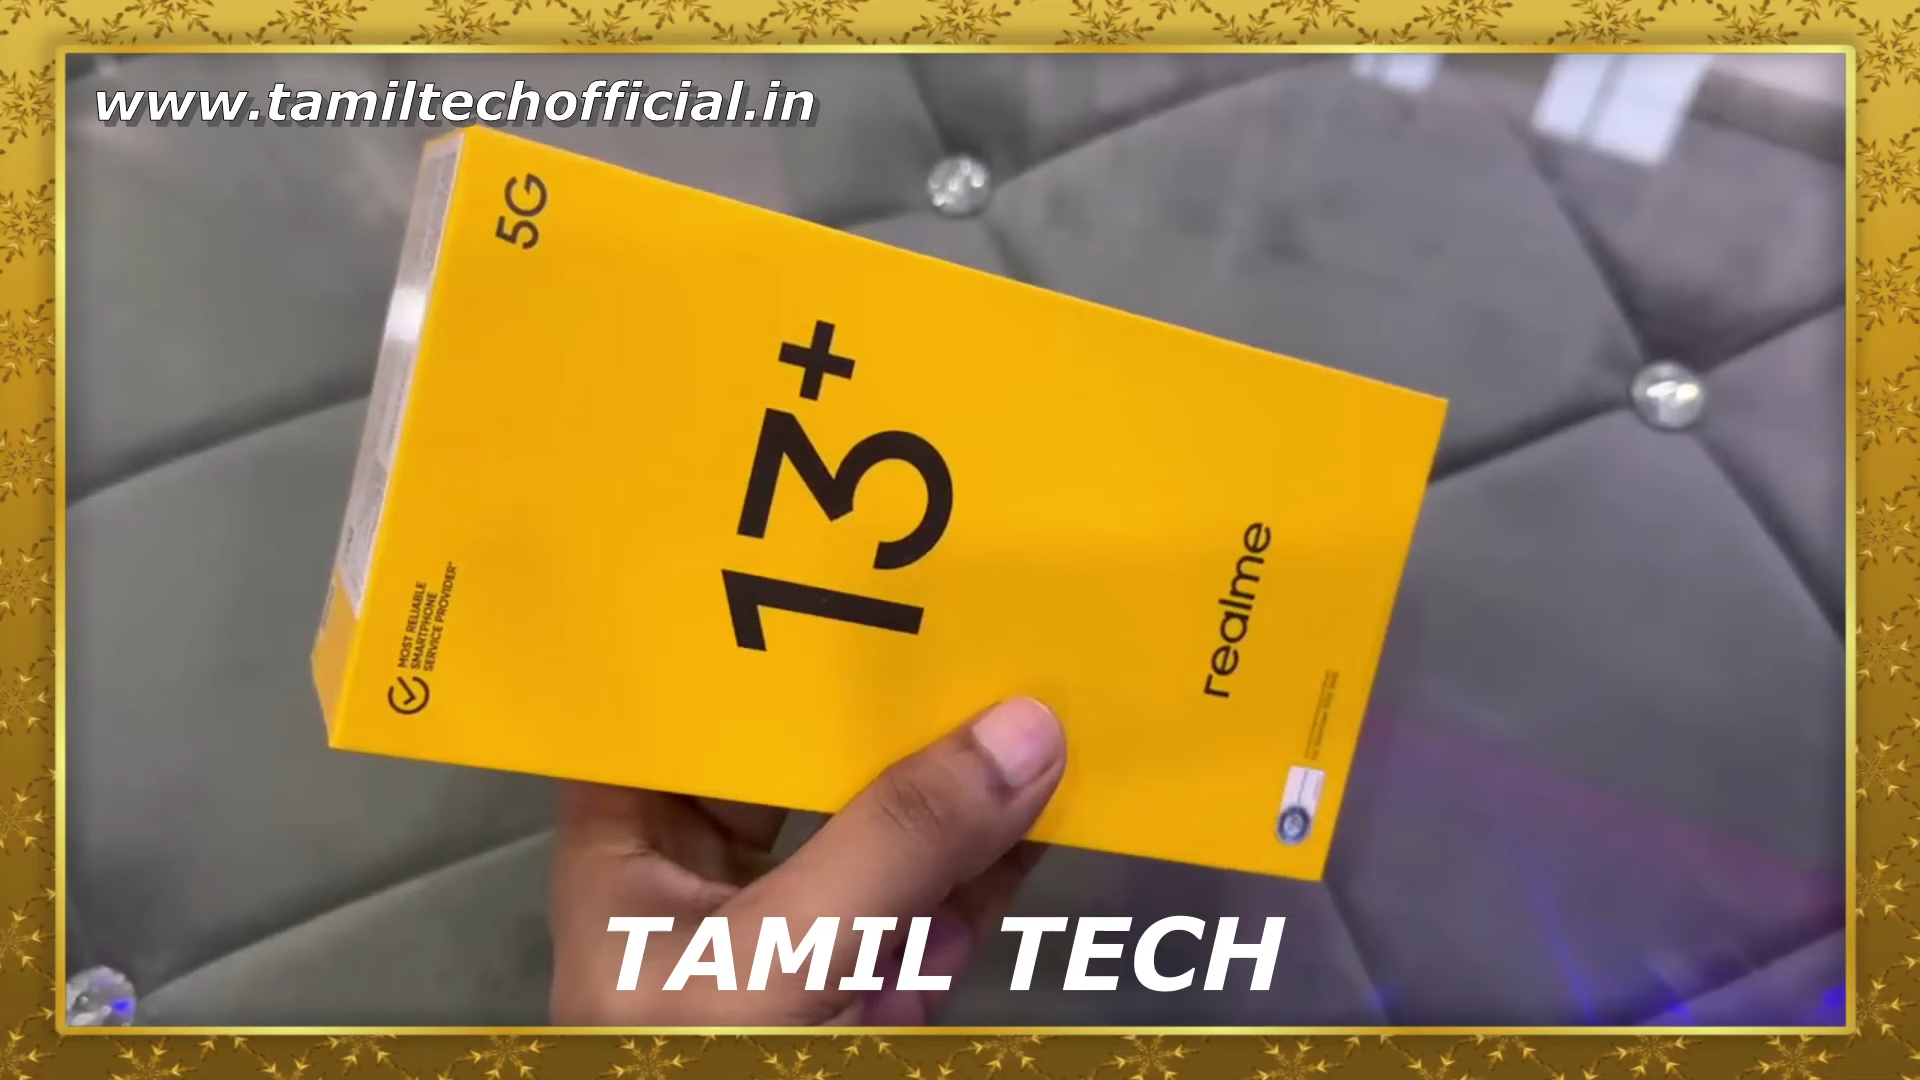 www.tamiltechofficial.in
5G
13+
MOST RELIABLE
SMARTPHONE
SERVICE PROVIDER*
realme
TAMIL TECH